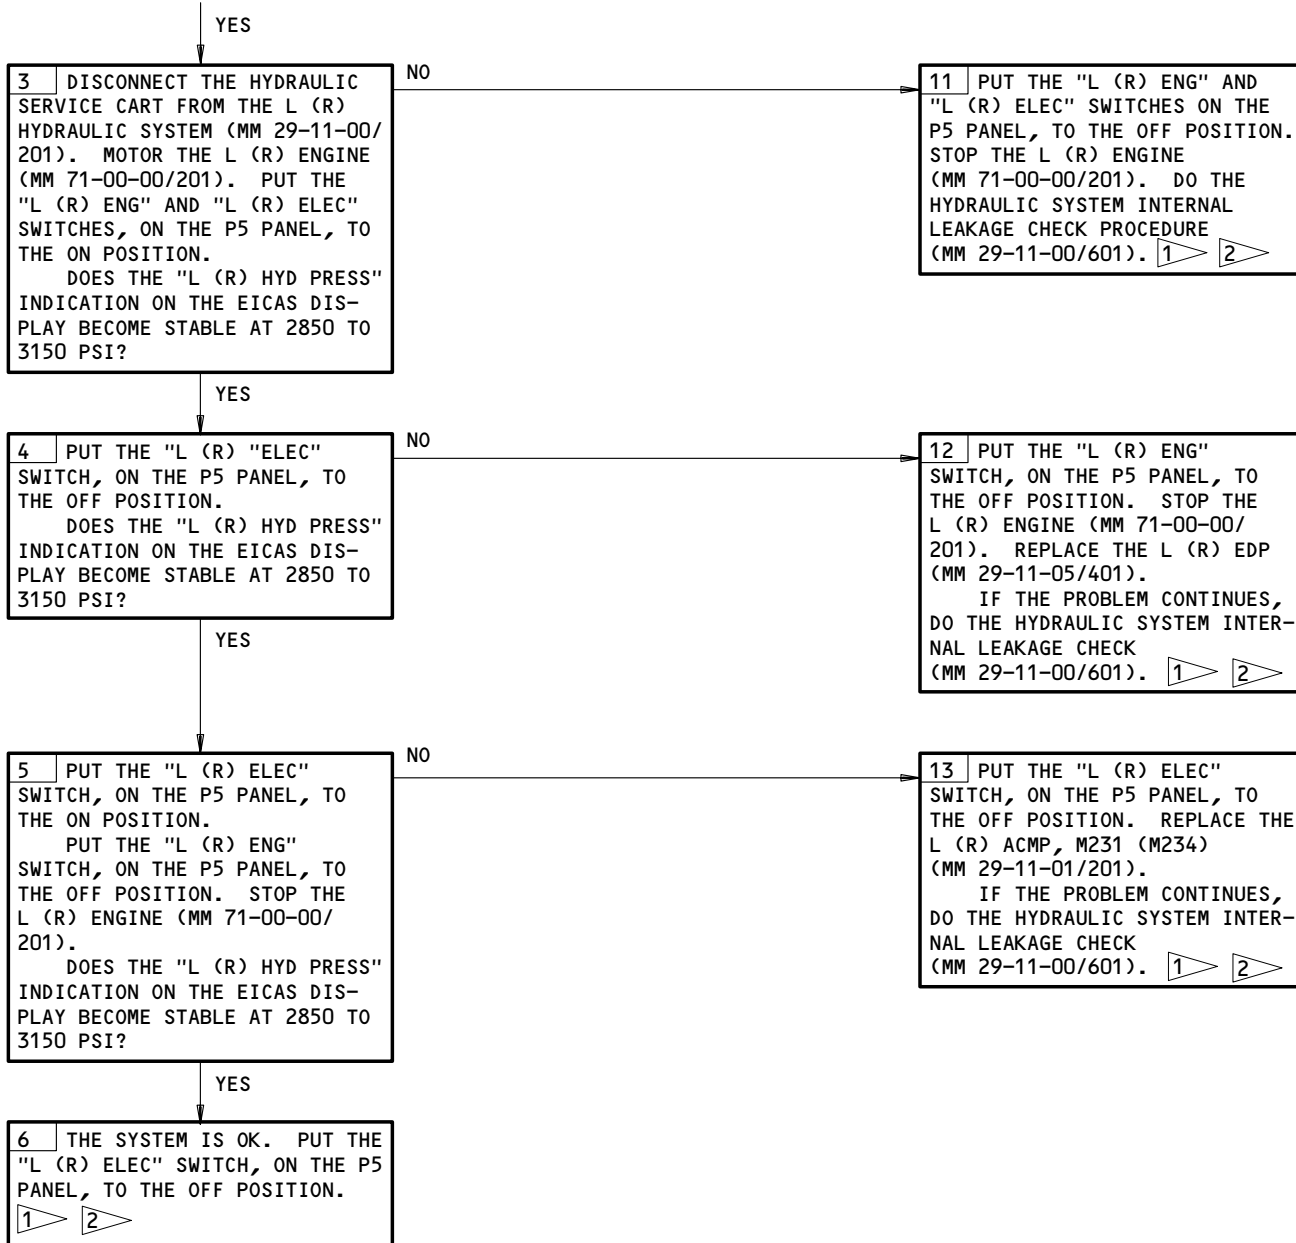 YES
3 DISCONNECT THE HYDRAULIC
SERVICE CART FROM THE L (R)
HYDRAULIC SYSTEM (MM 29-11-00/
201). MOTOR THE L (R) ENGINE
(MM 71-00-00/201). PUT THE
"L (R) ENG" AND "L (R) ELEC"
SWITCHES, ON THE P5 PANEL, TO
THE ON POSITION.
DOES THE "L (R) HYD PRESS"
INDICATION ON THE EICAS DIS-
PLAY BECOME STABLE AT 2850 TO
3150 PSI?
NO
11 PUT THE "L (R) ENG" AND
"L (R) ELEC" SWITCHES ON THE
P5 PANEL, TO THE OFF POSITION.
STOP THE L (R) ENGINE
(MM 71-00-00/201). DO THE
HYDRAULIC SYSTEM INTERNAL
LEAKAGE CHECK PROCEDURE
(MM 29-11-00/601). 1 2
YES
4 PUT THE "L (R) "ELEC"
SWITCH, ON THE P5 PANEL, TO
THE OFF POSITION.
DOES THE "L (R) HYD PRESS"
INDICATION ON THE EICAS DIS-
PLAY BECOME STABLE AT 2850 TO
3150 PSI?
NO
12 PUT THE "L (R) ENG"
SWITCH, ON THE P5 PANEL, TO
THE OFF POSITION. STOP THE
L (R) ENGINE (MM 71-00-00/
201). REPLACE THE L (R) EDP
(MM 29-11-05/401).
IF THE PROBLEM CONTINUES,
DO THE HYDRAULIC SYSTEM INTER-
NAL LEAKAGE CHECK
(MM 29-11-00/601). 1 2
YES
5 PUT THE "L (R) ELEC"
SWITCH, ON THE P5 PANEL, TO
THE ON POSITION.
PUT THE "L (R) ENG"
SWITCH, ON THE P5 PANEL, TO
THE OFF POSITION. STOP THE
L (R) ENGINE (MM 71-00-00/
201).
DOES THE "L (R) HYD PRESS"
INDICATION ON THE EICAS DIS-
PLAY BECOME STABLE AT 2850 TO
3150 PSI?
NO
13 PUT THE "L (R) ELEC"
SWITCH, ON THE P5 PANEL, TO
THE OFF POSITION. REPLACE THE
L (R) ACMP, M231 (M234)
(MM 29-11-01/201).
IF THE PROBLEM CONTINUES,
DO THE HYDRAULIC SYSTEM INTER-
NAL LEAKAGE CHECK
(MM 29-11-00/601). 1 2
YES
6 THE SYSTEM IS OK. PUT THE
"L (R) ELEC" SWITCH, ON THE P5
PANEL, TO THE OFF POSITION.
1 2